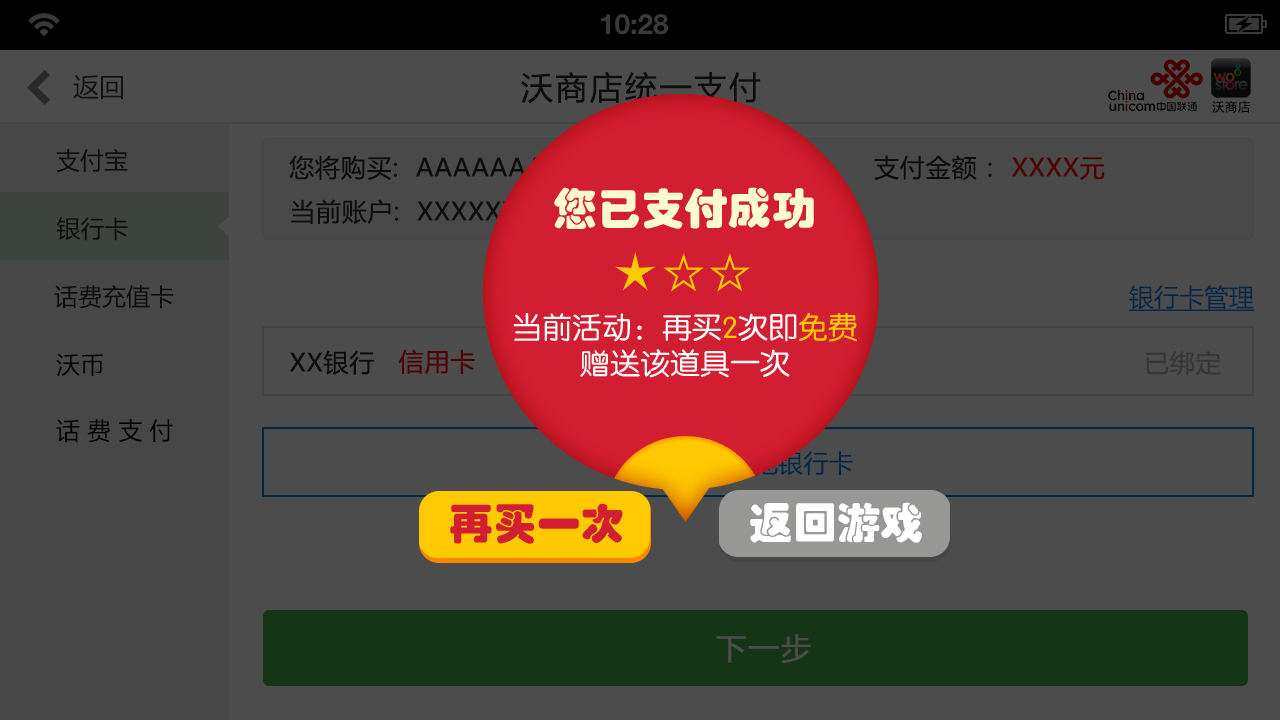 10:28
返回
沃商店统一支付
China unicom中国联通
wo store
沃商店
支付宝
银行卡
话费充值卡
沃币
话费支付
您将购买: AAAAAA
支付金额：XXXX元
当前账户: XXXXX
银行卡管理
XX银行 信用卡
已绑定
银行卡
您已支付成功
★☆☆
当前活动：再买2次即免费
赠送该道具一次
再买一次
返回游戏
下一步